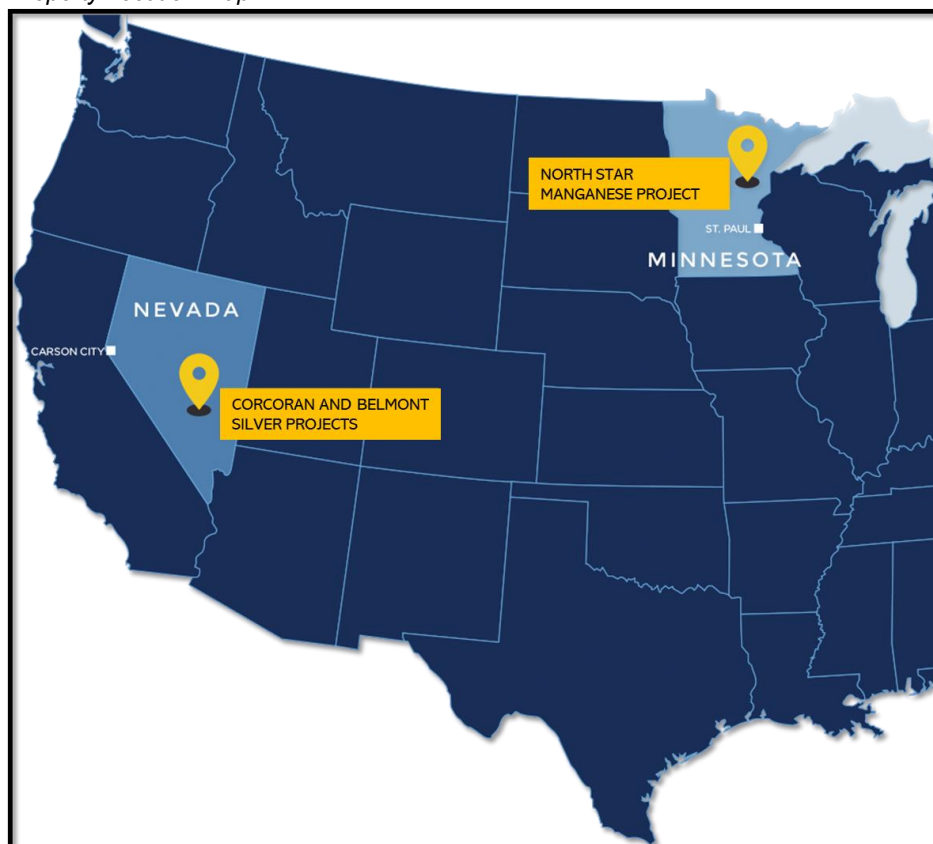 NORTH STAR
MANGANESE PROJECT
ST. PAUL
MINNESOTA
NEVADA
CARSON CITY
CORCORAN AND BELMONT
SILVER PROJECTS